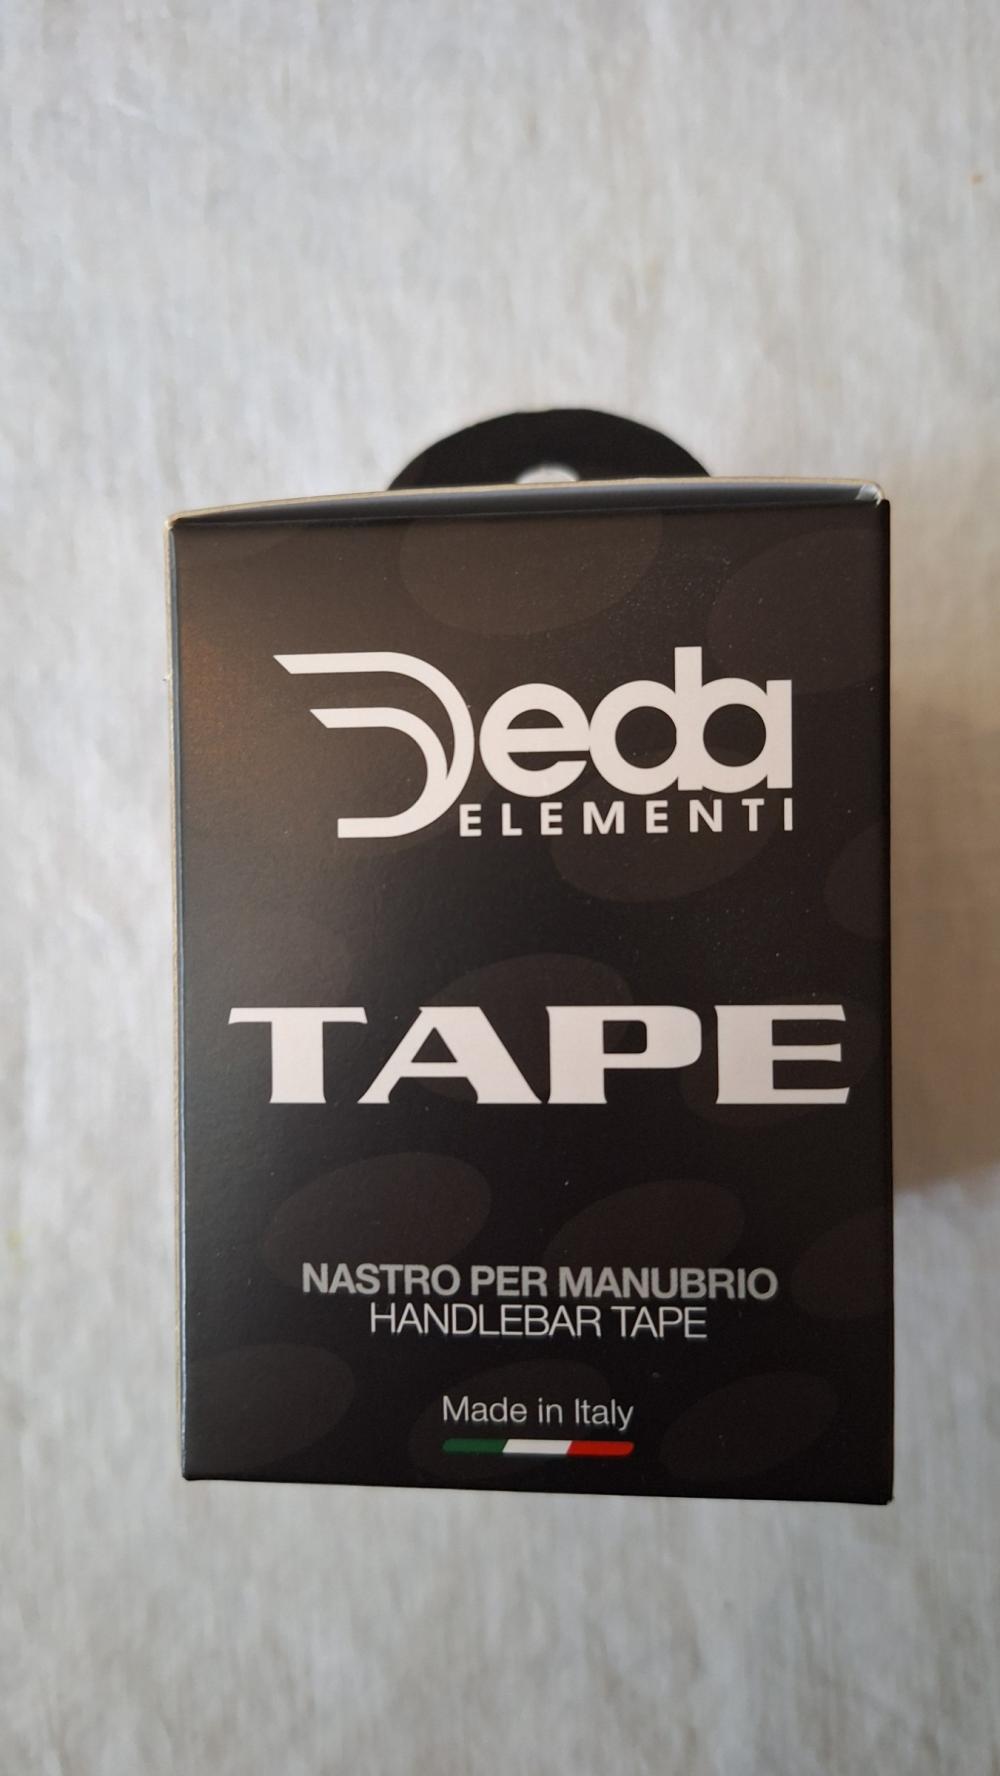 Deda
ELEMENTI
TAPE
NASTRO PER MANUBRIO
HANDLEBAR TAPE
Made in Italy